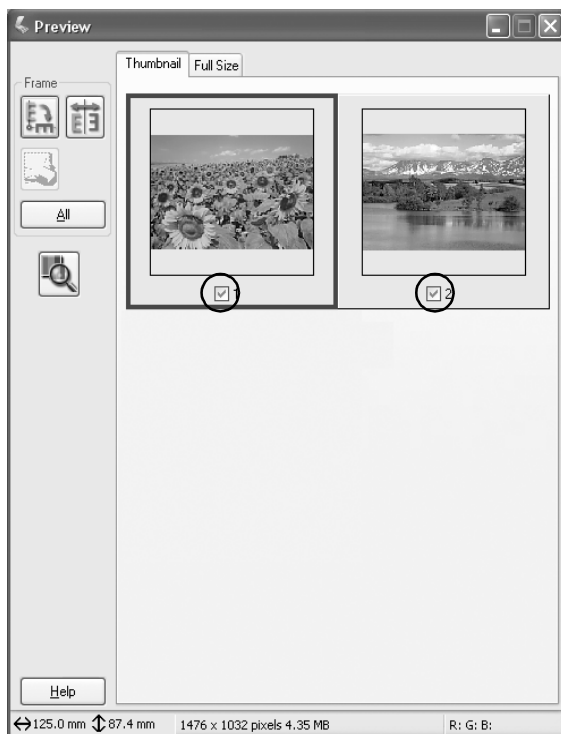 Preview
Thumbnail Full Size
Frame
All
1 2
Help
125.0 mm 87.4 mm 1476 x 1032 pixels 4.35 MB R: G: B: